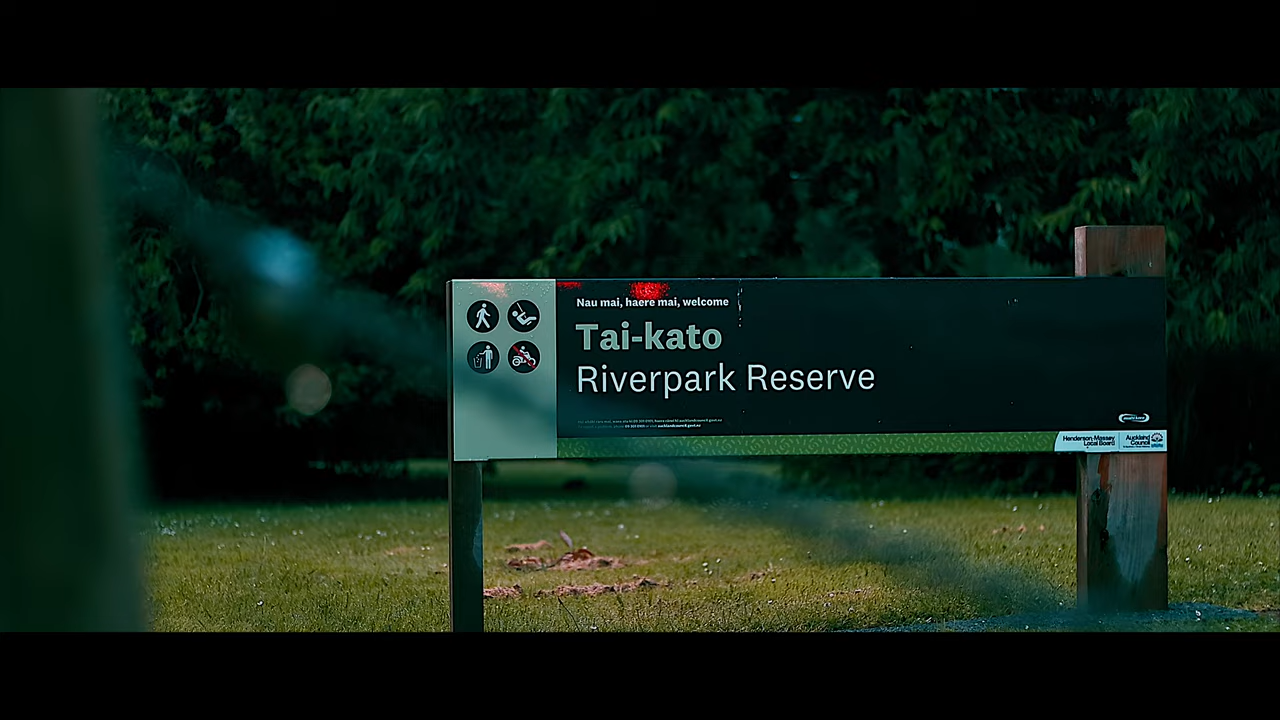 Nau mai, haere mai, welcome
Tai-kato
Riverpark Reserve
Henderson-Massey
Local Board
Auckland
Council